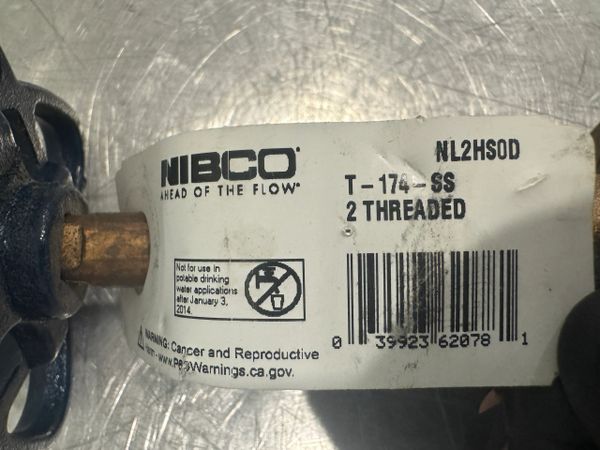 NIBCO®
AHEAD OF THE FLOW®
NL2HS0D
T-174-SS
2 THREADED
Not for use in
potable drinking
water applications
after January 3,
2014.
WARNING: Cancer and Reproductive
www.P65Warnings.ca.gov.
0 39923 62078 1